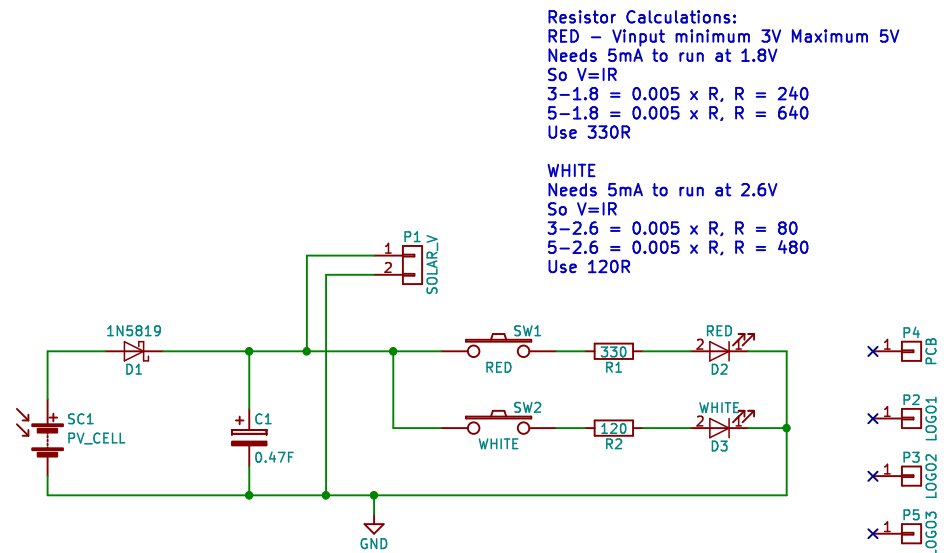 Resistor Calculations:
RED - Vinput minimum 3V Maximum 5V
Needs 5mA to run at 1.8V
So V=IR
3-1.8 = 0.005 x R, R = 240
5-1.8 = 0.005 x R, R = 640
Use 330R
WHITE
Needs 5mA to run at 2.6V
So V=IR
3-2.6 = 0.005 x R, R = 80
5-2.6 = 0.005 x R, R = 480
Use 120R
P1
1
2
SOLAR_V
1N5819
D1
SW1
RED
330
R1
RED
2
1
D2
P4
1
PCB
SC1
PV_CELL
C1
0.47F
SW2
WHITE
120
R2
WHITE
2
1
D3
P2
1
LOGO1
P3
1
LOGO2
P5
1
LOGO3
GND